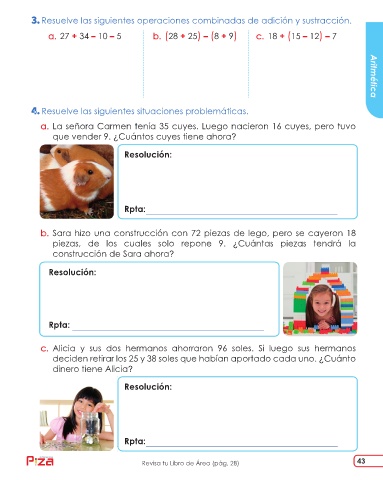 3. Resuelve las siguientes operaciones combinadas de adición y sustracción.
a. 27 + 34 – 10 – 5 b. (28 + 25) – (8 + 9) c. 18 + (15 – 12) – 7
Aritmética
4. Resuelve las siguientes situaciones problemáticas.
a. La señora Carmen tenía 35 cuyes. Luego nacieron 16 cuyes, pero tuvo
que vender 9. ¿Cuántos cuyes tiene ahora?
Resolución:
Rpta:
b. Sara hizo una construcción con 72 piezas de lego, pero se cayeron 18
piezas, de los cuales solo repone 9. ¿Cuántas piezas tendrá la
construcción de Sara ahora?
Resolución:
Rpta:
c. Alicia y sus dos hermanos ahorraron 96 soles. Si luego sus hermanos
deciden retirar los 25 y 38 soles que habían aportado cada uno. ¿Cuánto
dinero tiene Alicia?
Resolución:
Rpta:
Piza
Revisa tu Libro de Área (pág. 28)
43